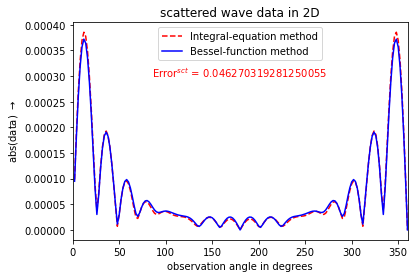 scattered wave data in 2D
abs(data) →
0.00040
0.00035
0.00030
0.00025
0.00020
0.00015
0.00010
0.00005
0.00000
Integral-equation method
Bessel-function method
Error^sct = 0.046270319281250055
0 50 100 150 200 250 300 350
observation angle in degrees